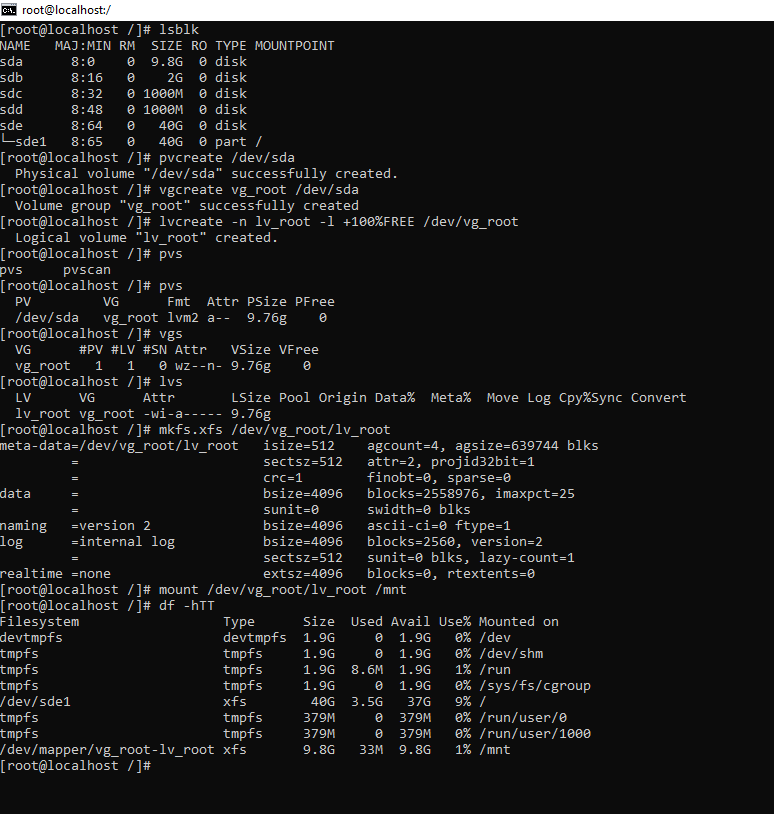 root@localhost:/
[root@localhost /]# lsblk
NAME   MAJ:MIN RM  SIZE RO TYPE MOUNTPOINT
sda      8:0    0  9.8G  0 disk
sdb      8:16   0    2G  0 disk
sdc      8:32   0 1000M  0 disk
sdd      8:48   0 1000M  0 disk
sde      8:64   0   40G  0 disk
└─sde1   8:65   0   40G  0 part /
[root@localhost /]# pvcreate /dev/sda
  Physical volume "/dev/sda" successfully created.
[root@localhost /]# vgcreate vg_root /dev/sda
  Volume group "vg_root" successfully created
[root@localhost /]# lvcreate -n lv_root -l +100%FREE /dev/vg_root
  Logical volume "lv_root" created.
[root@localhost /]# pvs
pvs     pvscan
[root@localhost /]# pvs
  PV         VG      Fmt  Attr PSize PFree
  /dev/sda   vg_root lvm2 a--  9.76g    0
[root@localhost /]# vgs
  VG      #PV #LV #SN Attr   VSize VFree
  vg_root   1   1   0 wz--n- 9.76g    0
[root@localhost /]# lvs
  LV      VG      Attr       LSize Pool Origin Data%  Meta%  Move Log Cpy%Sync Convert
  lv_root vg_root -wi-a----- 9.76g
[root@localhost /]# mkfs.xfs /dev/vg_root/lv_root
meta-data=/dev/vg_root/lv_root   isize=512    agcount=4, agsize=639744 blks
         =                       sectsz=512   attr=2, projid32bit=1
         =                       crc=1        finobt=0, sparse=0
data     =                       bsize=4096   blocks=2558976, imaxpct=25
         =                       sunit=0      swidth=0 blks
naming   =version 2              bsize=4096   ascii-ci=0 ftype=1
log      =internal log           bsize=4096   blocks=2560, version=2
         =                       sectsz=512   sunit=0 blks, lazy-count=1
realtime =none                   extsz=4096   blocks=0, rtextents=0
[root@localhost /]# mount /dev/vg_root/lv_root /mnt
[root@localhost /]# df -hTT
Filesystem                  Type      Size  Used Avail Use% Mounted on
devtmpfs                    devtmpfs  1.9G     0  1.9G   0% /dev
tmpfs                       tmpfs     1.9G     0  1.9G   0% /dev/shm
tmpfs                       tmpfs     1.9G  8.6M  1.9G   1% /run
tmpfs                       tmpfs     1.9G     0  1.9G   0% /sys/fs/cgroup
/dev/sde1                   xfs        40G  3.5G   37G   9% /
tmpfs                       tmpfs     379M     0  379M   0% /run/user/0
tmpfs                       tmpfs     379M     0  379M   0% /run/user/1000
/dev/mapper/vg_root-lv_root xfs       9.8G   33M  9.8G   1% /mnt
[root@localhost /]#